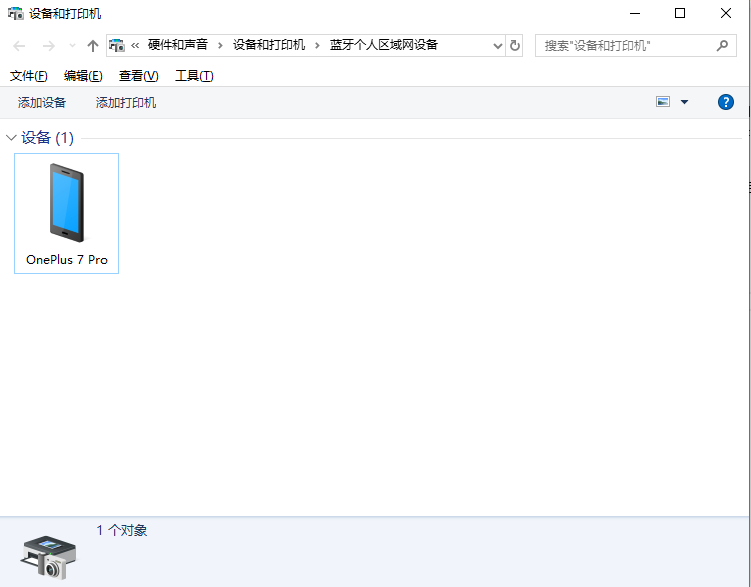 设备和打印机
« 硬件和声音 › 设备和打印机 › 蓝牙个人区域网设备 搜索"设备和打印机"
文件(F) 编辑(E) 查看(V) 工具(T)
添加设备 添加打印机 ?
设备 (1)
OnePlus 7 Pro
1 个对象